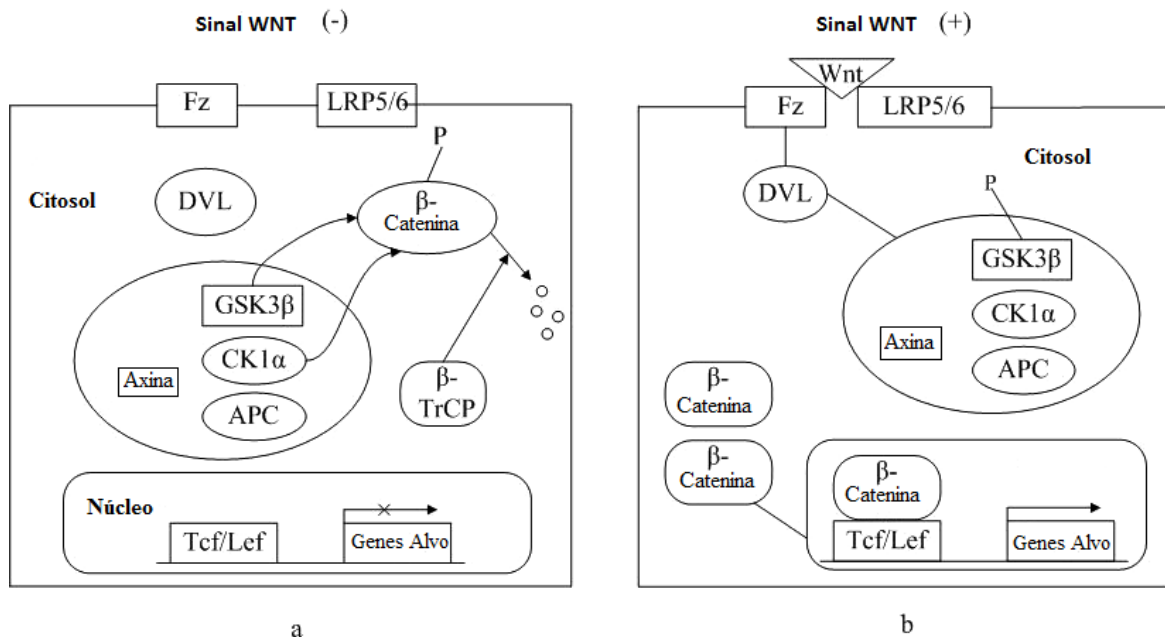 Sinal WNT (-)
Fz
LRP5/6
P
Citosol
DVL
β-
Catenina
GSK3β
CK1α
Axina
APC
β-
TrCP
Núcleo
Tcf/Lef
Genes Alvo
a
Sinal WNT (+)
Wnt
Fz
LRP5/6
Citosol
DVL
P
GSK3β
CK1α
Axina
APC
β-
Catenina
β-
Catenina
β-
Catenina
Tcf/Lef
Genes Alvo
b